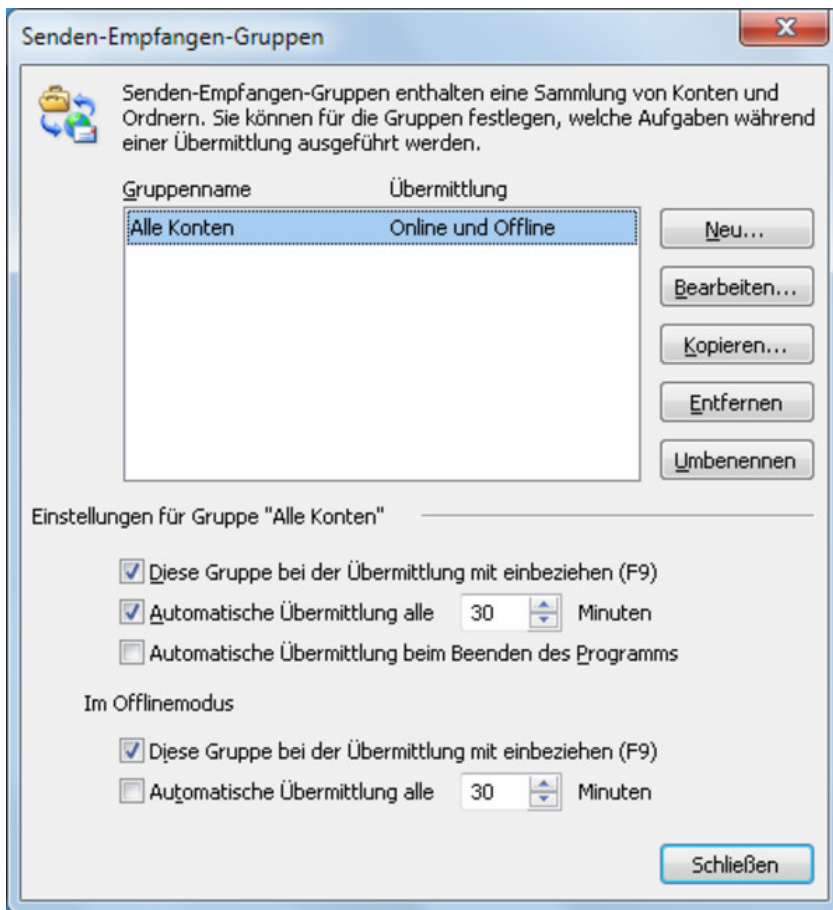 Senden-Empfangen-Gruppen
Senden-Empfangen-Gruppen enthalten eine Sammlung von Konten und
Ordnern. Sie können für die Gruppen festlegen, welche Aufgaben während
einer Übermittlung ausgeführt werden.
Gruppenname Übermittlung
Alle Konten Online und Offline
Neu...
Bearbeiten...
Kopieren...
Entfernen
Umbenennen
Einstellungen für Gruppe "Alle Konten"
Diese Gruppe bei der Übermittlung mit einbeziehen (F9)
Automatische Übermittlung alle 30 Minuten
Automatische Übermittlung beim Beenden des Programms
Im Offlinemodus
Diese Gruppe bei der Übermittlung mit einbeziehen (F9)
Automatische Übermittlung alle 30 Minuten
Schließen